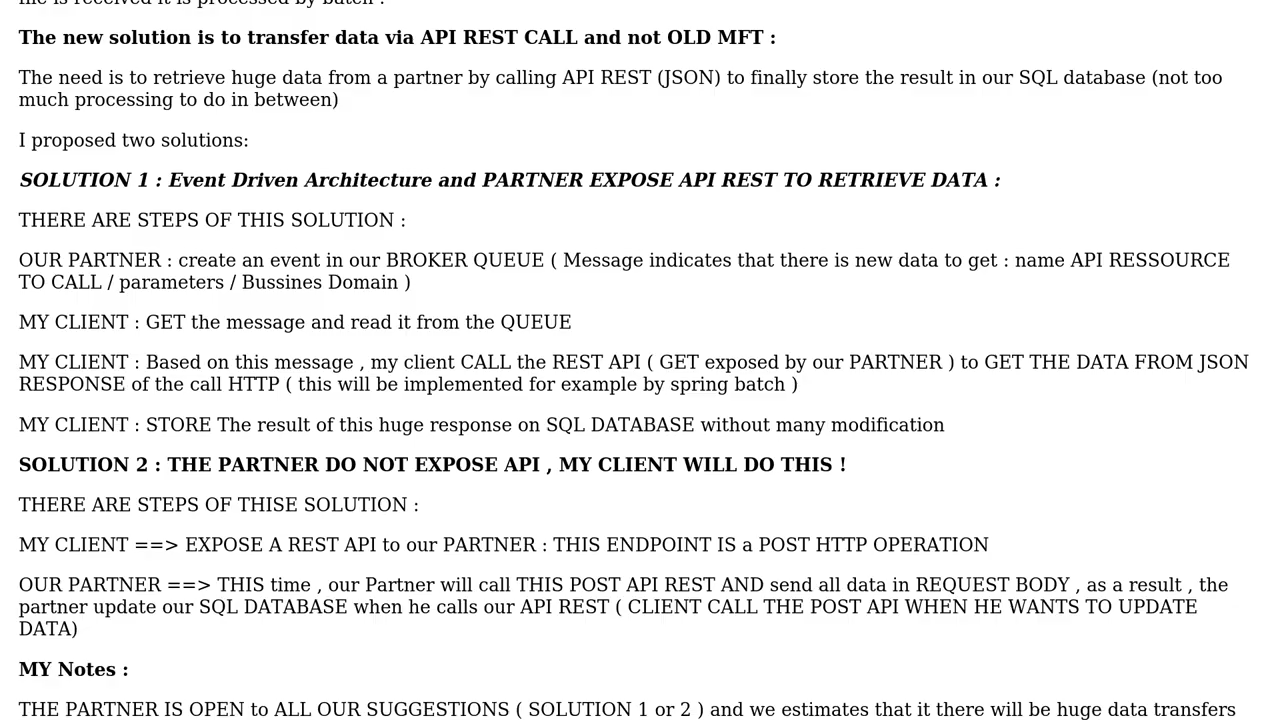 me is received it is processed by batch .
The new solution is to transfer data via API REST CALL and not OLD MFT :
The need is to retrieve huge data from a partner by calling API REST (JSON) to finally store the result in our SQL database (not too
much processing to do in between)
I proposed two solutions:
SOLUTION 1 : Event Driven Architecture and PARTNER EXPOSE API REST TO RETRIEVE DATA :
THERE ARE STEPS OF THIS SOLUTION :
OUR PARTNER : create an event in our BROKER QUEUE ( Message indicates that there is new data to get : name API RESSOURCE
TO CALL / parameters / Bussines Domain )
MY CLIENT : GET the message and read it from the QUEUE
MY CLIENT : Based on this message , my client CALL the REST API ( GET exposed by our PARTNER ) to GET THE DATA FROM JSON
RESPONSE of the call HTTP ( this will be implemented for example by spring batch )
MY CLIENT : STORE The result of this huge response on SQL DATABASE without many modification
SOLUTION 2 : THE PARTNER DO NOT EXPOSE API , MY CLIENT WILL DO THIS !
THERE ARE STEPS OF THISE SOLUTION :
MY CLIENT ==> EXPOSE A REST API to our PARTNER : THIS ENDPOINT IS a POST HTTP OPERATION
OUR PARTNER ==> THIS time , our Partner will call THIS POST API REST AND send all data in REQUEST BODY , as a result , the
partner update our SQL DATABASE when he calls our API REST ( CLIENT CALL THE POST API WHEN HE WANTS TO UPDATE
DATA)
MY Notes :
THE PARTNER IS OPEN to ALL OUR SUGGESTIONS ( SOLUTION 1 or 2 ) and we estimates that it there will be huge data transfers